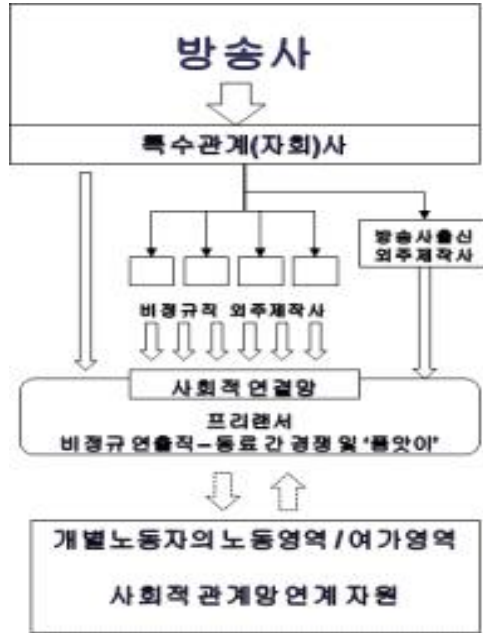 방송사
특수관계(자회)사
방송사출신
외주제작사
비정규직 외주제작사
사회적 연결망
프리랜서
비정규 연출직–동료 간 경쟁 및 ‘품앗이’
개별노동자의 노동영역 / 여가영역
사회적 관계망 연계 자원